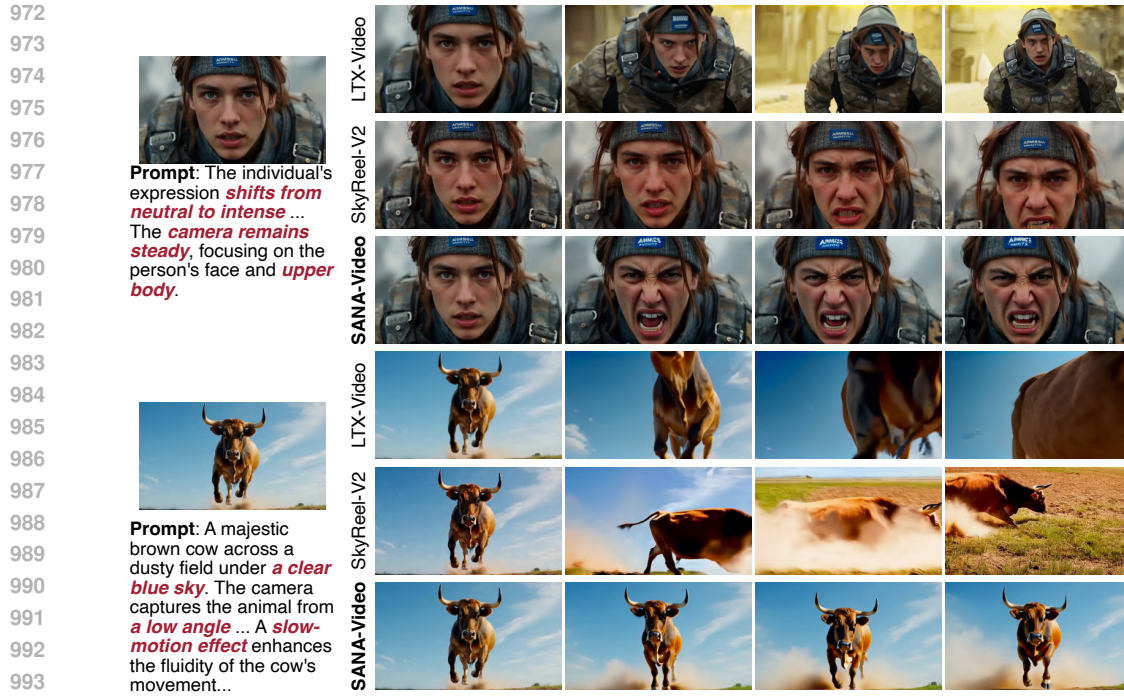 972
973
974
975
976
977
978
979
980
981
982
983
984
985
986
987
988
989
990
991
992
993
Prompt: The individual's
expression shifts from
neutral to intense ...
The camera remains
steady, focusing on the
person's face and upper
body.
LTX-Video
SkyReel-V2
SANA-Video
Prompt: A majestic
brown cow across a
dusty field under a clear
blue sky. The camera
captures the animal from
a low angle ... A slow-
motion effect enhances
the fluidity of the cow's
movement...
LTX-Video
SkyReel-V2
SANA-Video